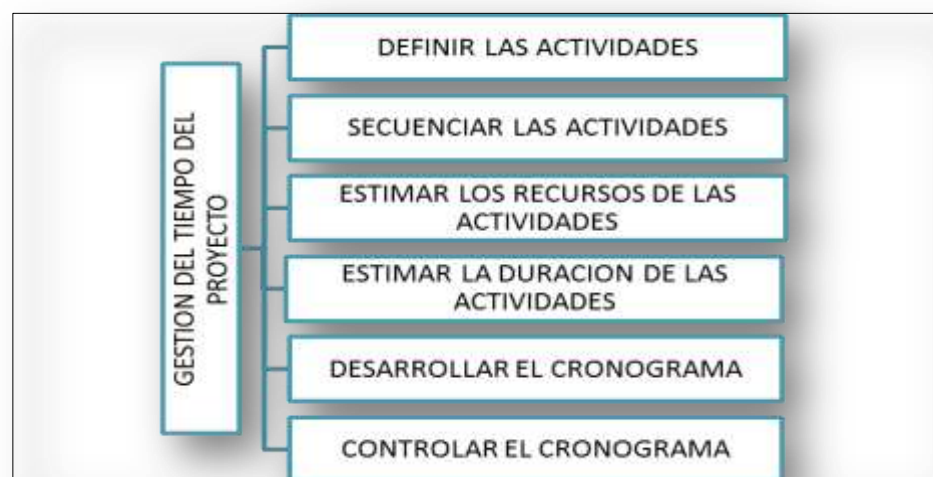 GESTION DEL TIEMPO DEL
PROYECTO
DEFINIR LAS ACTIVIDADES
SECUENCIAR LAS ACTIVIDADES
ESTIMAR LOS RECURSOS DE LAS
ACTIVIDADES
ESTIMAR LA DURACION DE LAS
ACTIVIDADES
DESARROLLAR EL CRONOGRAMA
CONTROLAR EL CRONOGRAMA